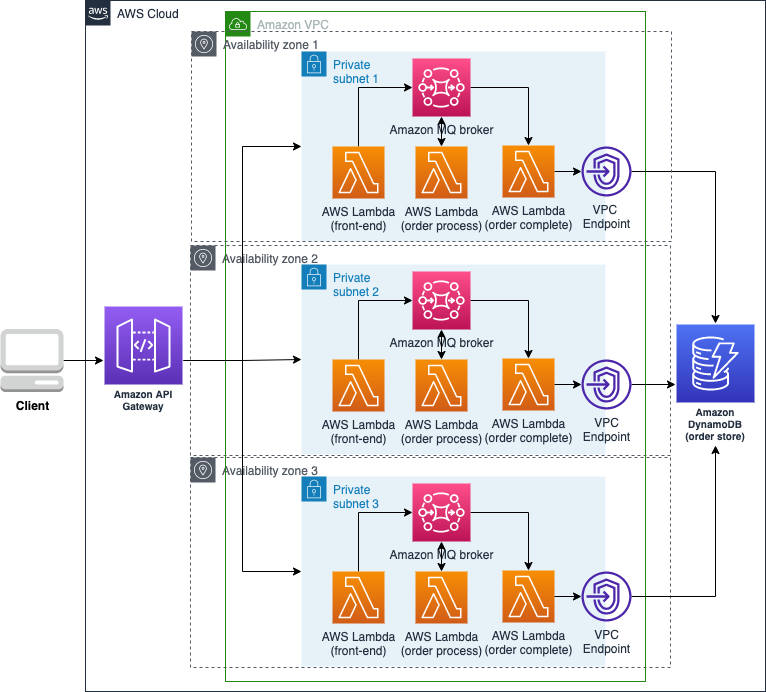 aws
AWS Cloud
Amazon VPC
Availability zone 1
Private
subnet 1
Amazon MQ broker
AWS Lambda
(front-end)
AWS Lambda
(order process)
AWS Lambda
(order complete)
VPC
Endpoint
Availability zone 2
Private
subnet 2
Amazon MQ broker
AWS Lambda
(front-end)
AWS Lambda
(order process)
AWS Lambda
(order complete)
VPC
Endpoint
Client
</>
Amazon API
Gateway
Amazon
DynamoDB
(order store)
Availability zone 3
Private
subnet 3
Amazon MQ broker
AWS Lambda
(front-end)
AWS Lambda
(order process)
AWS Lambda
(order complete)
VPC
Endpoint